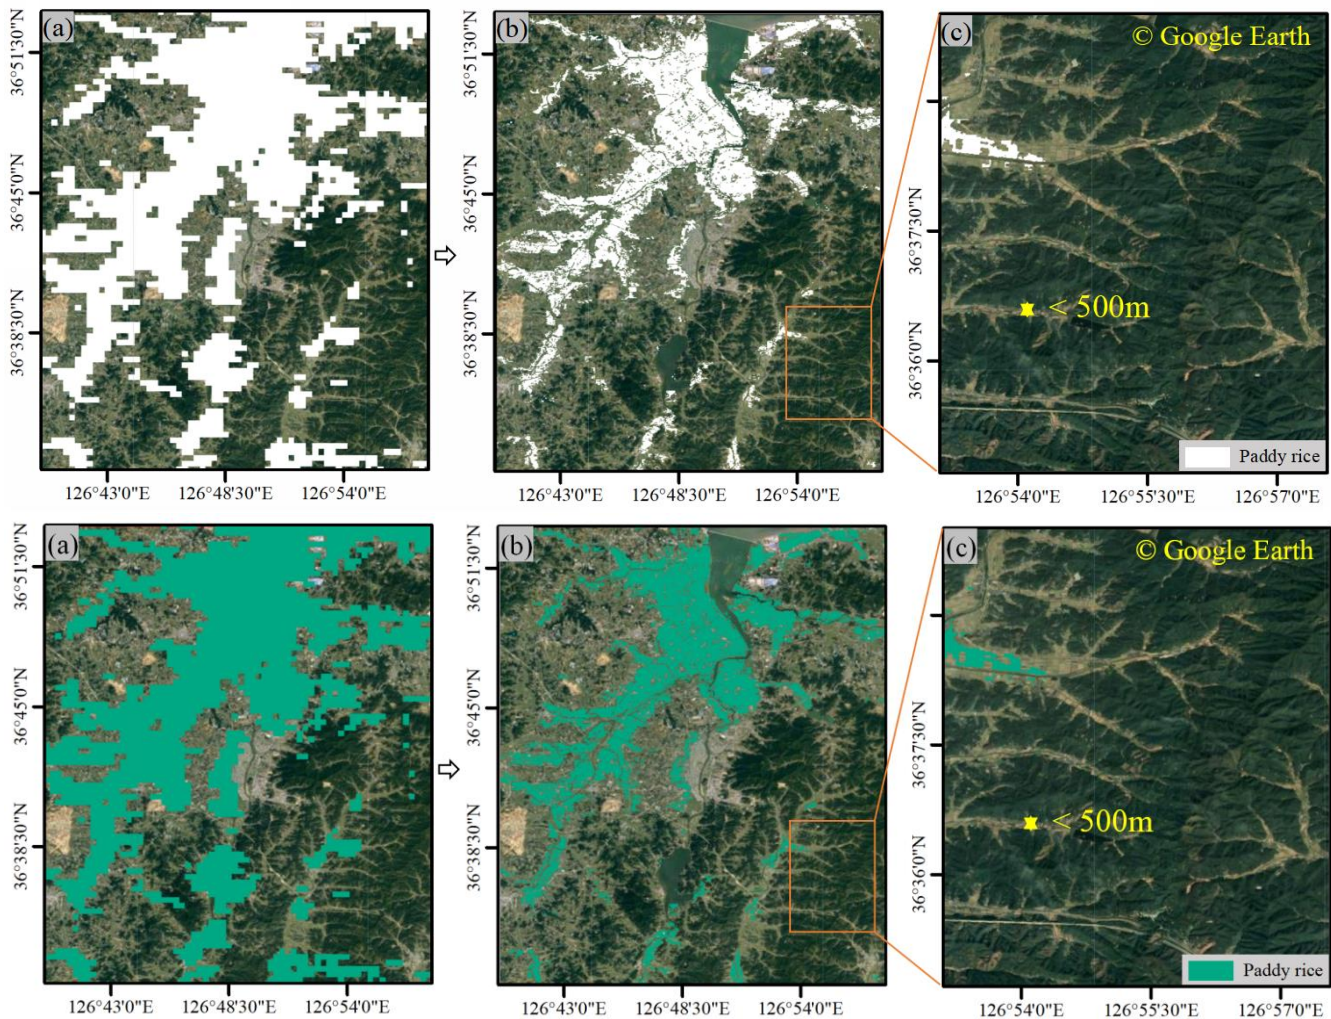 (a)
(b)
(c)
© Google Earth
36°51'30"N
36°45'0"N
36°38'30"N
36°51'30"N
36°45'0"N
36°38'30"N
36°37'30"N
36°36'0"N
< 500m
Paddy rice
126°43'0"E
126°48'30"E
126°54'0"E
126°43'0"E
126°48'30"E
126°54'0"E
126°54'0"E
126°55'30"E
126°57'0"E
(a)
(b)
(c)
© Google Earth
36°51'30"N
36°45'0"N
36°38'30"N
36°51'30"N
36°45'0"N
36°38'30"N
36°37'30"N
36°36'0"N
< 500m
Paddy rice
126°43'0"E
126°48'30"E
126°54'0"E
126°43'0"E
126°48'30"E
126°54'0"E
126°54'0"E
126°55'30"E
126°57'0"E